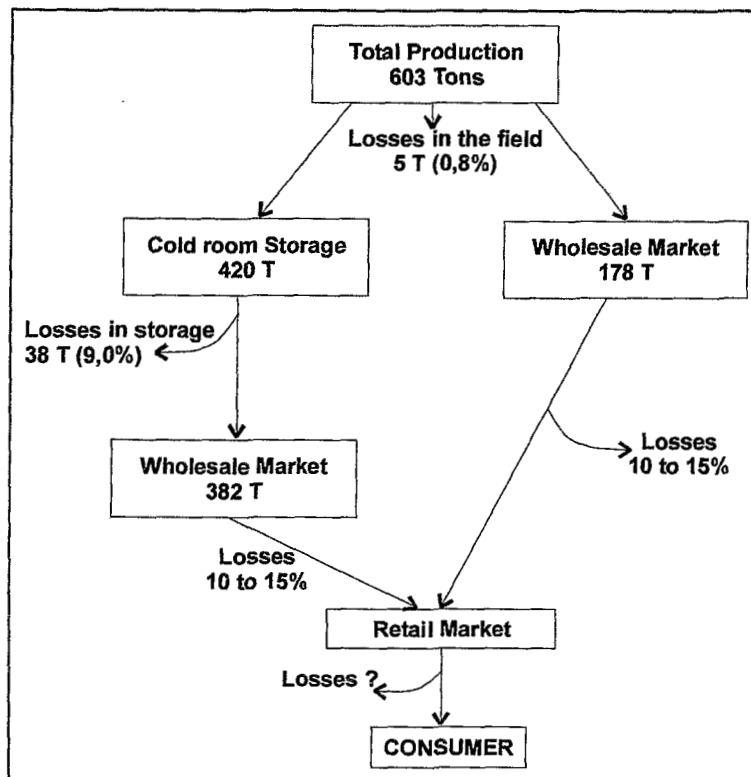 Total Production
603 Tons
Losses in the field
5 T (0,8%)
Cold room Storage
420 T
Wholesale Market
178 T
Losses in storage
38 T (9,0%)
Wholesale Market
382 T
Losses
10 to 15%
Losses
10 to 15%
Retail Market
Losses ?
CONSUMER